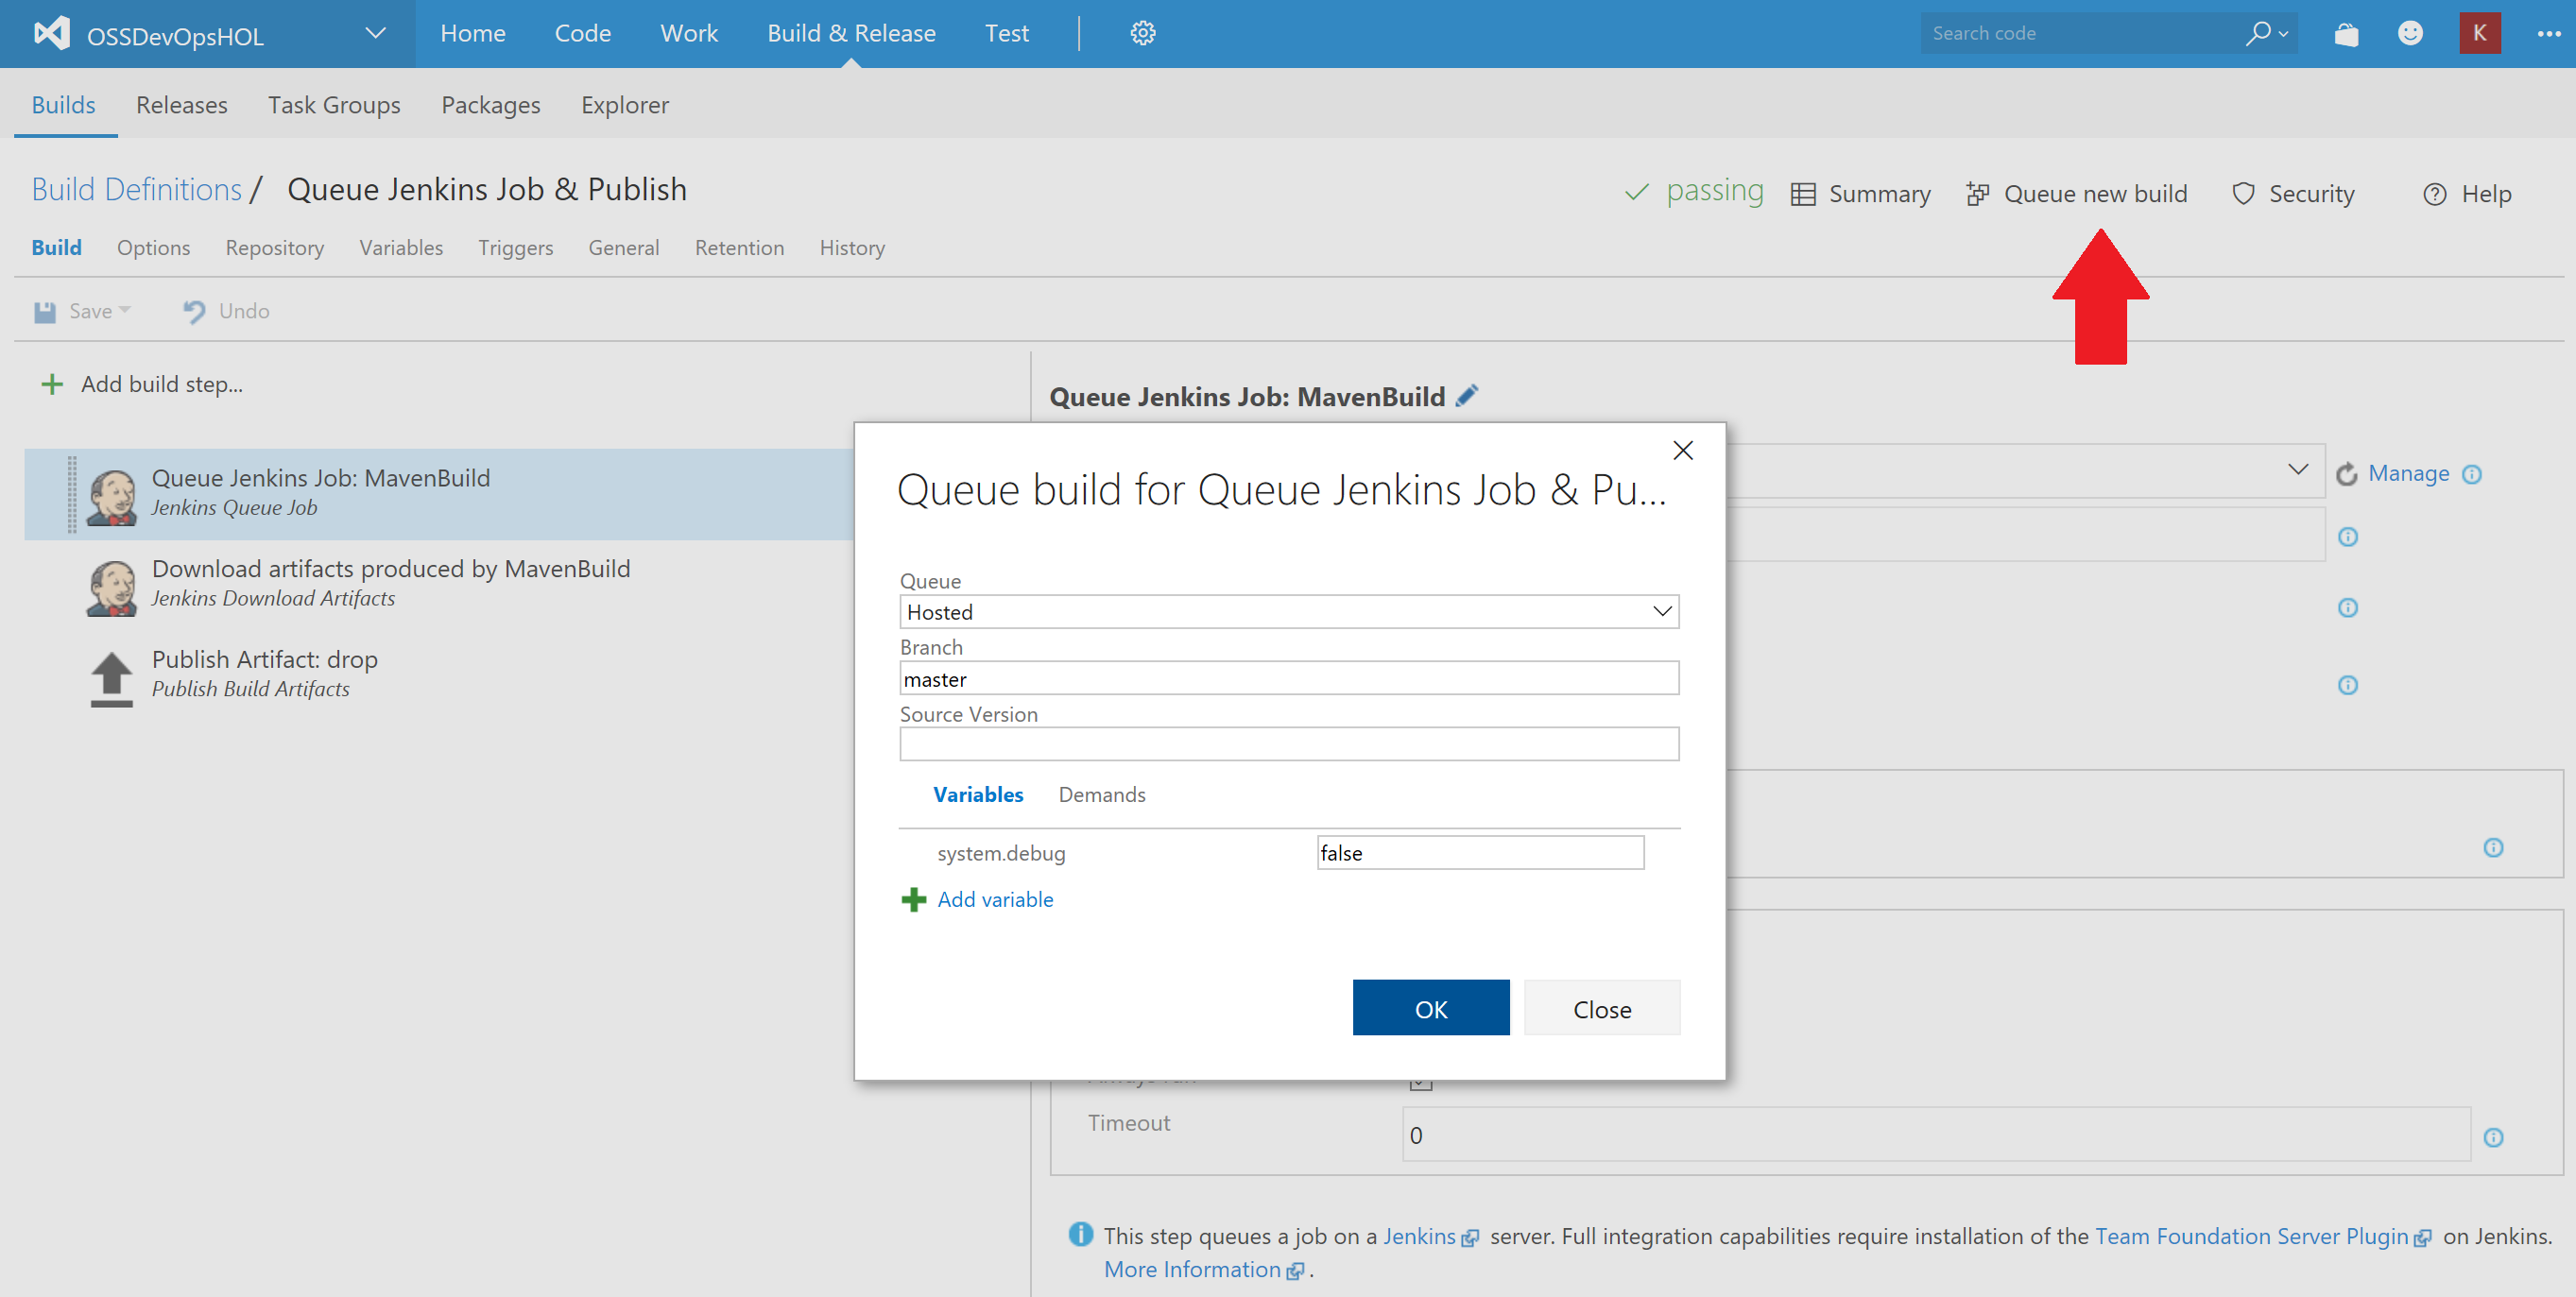 OSSDevOpsHOL Home Code Work Build & Release Test Search code K
Builds Releases Task Groups Packages Explorer
Build Definitions / Queue Jenkins Job & Publish passing Summary Queue new build Security Help
Build Options Repository Variables Triggers General Retention History
Save Undo
Add build step...
Queue Jenkins Job: MavenBuild
Jenkins Queue Job
Download artifacts produced by MavenBuild
Jenkins Download Artifacts
Publish Artifact: drop
Publish Build Artifacts
Queue Jenkins Job: MavenBuild
Manage
Queue build for Queue Jenkins Job & Pu...
Queue
Hosted
Branch
master
Source Version
Variables Demands
system.debug false
Add variable
OK Close
Timeout 0
This step queues a job on a Jenkins server. Full integration capabilities require installation of the Team Foundation Server Plugin on Jenkins.
More Information .